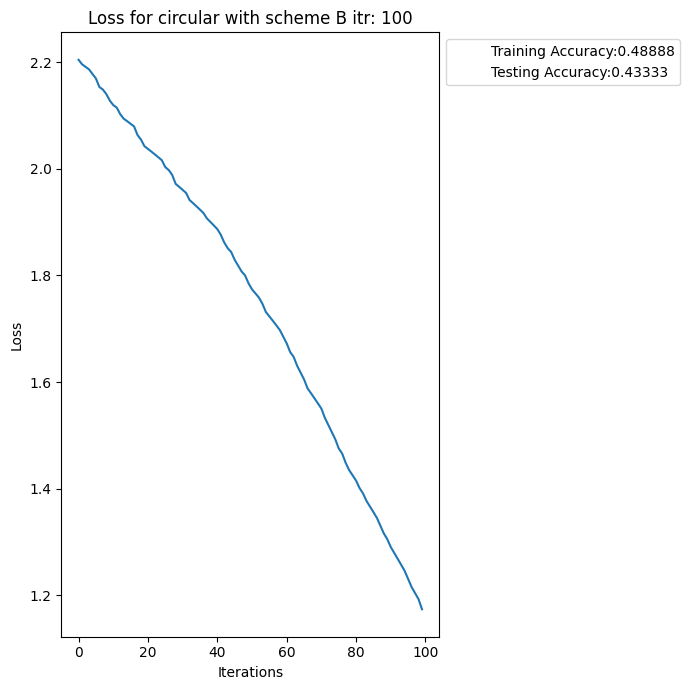 Loss for circular with scheme B itr: 100
Training Accuracy:0.48888
Testing Accuracy:0.43333
2.2
2.0
1.8
1.6
1.4
1.2
Loss
0 20 40 60 80 100
Iterations